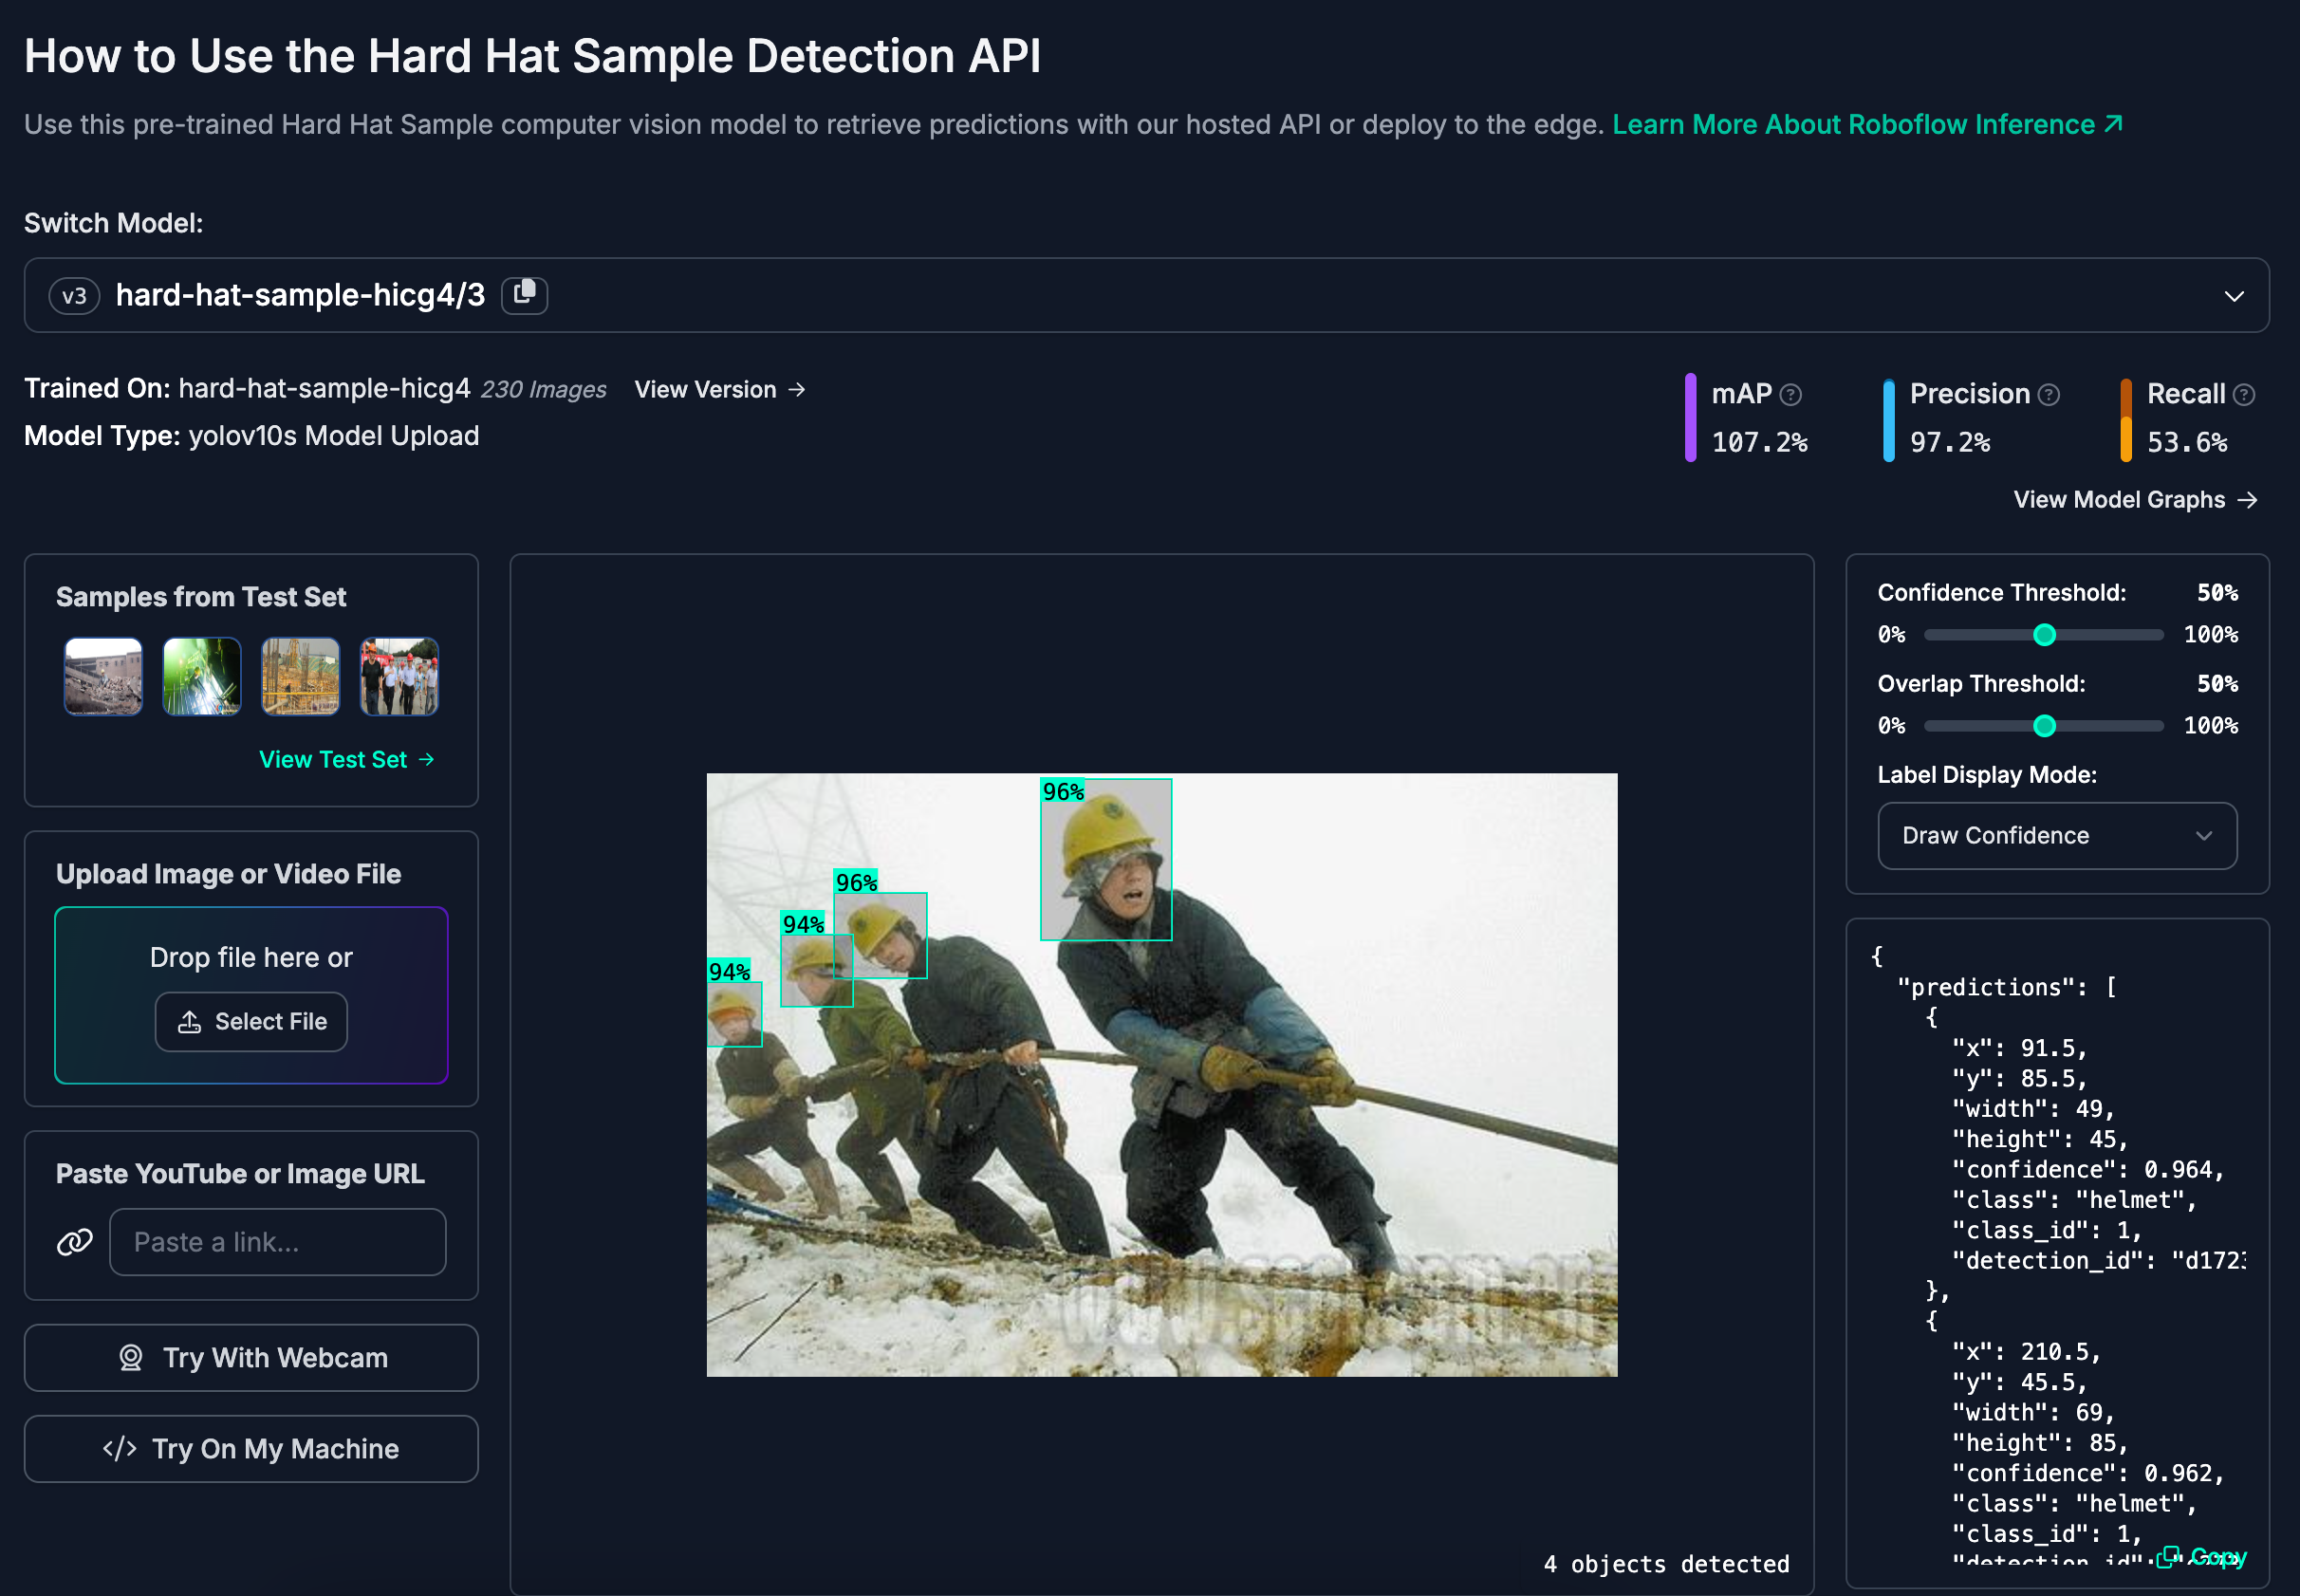 How to Use the Hard Hat Sample Detection API
Use this pre-trained Hard Hat Sample computer vision model to retrieve predictions with our hosted API or deploy to the edge. Learn More About Roboflow Inference ↗
Switch Model:
v3 hard-hat-sample-hicg4/3
Trained On: hard-hat-sample-hicg4 230 Images View Version →
Model Type: yolov10s Model Upload
mAP ?
107.2%
Precision ?
97.2%
Recall ?
53.6%
View Model Graphs →
Samples from Test Set
View Test Set →
Upload Image or Video File
Drop file here or
Select File
Paste YouTube or Image URL
Paste a link...
Try With Webcam
</> Try On My Machine
96%
96%
94%
94%
4 objects detected
Confidence Threshold: 50%
0% 100%
Overlap Threshold: 50%
0% 100%
Label Display Mode:
Draw Confidence
{
"predictions": [
{
"x": 91.5,
"y": 85.5,
"width": 49,
"height": 45,
"confidence": 0.964,
"class": "helmet",
"class_id": 1,
"detection_id": "d1723
},
{
"x": 210.5,
"y": 45.5,
"width": 69,
"height": 85,
"confidence": 0.962,
"class": "helmet",
"class_id": 1,
"detection_id":
Copy